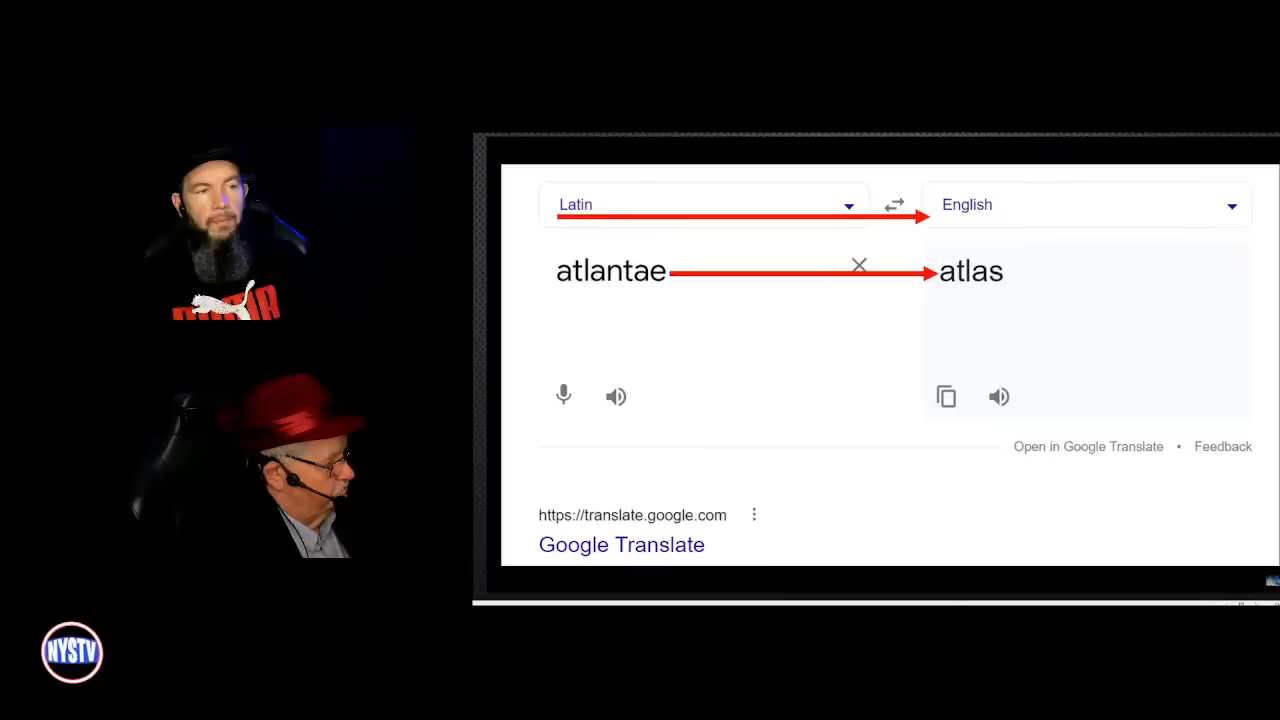 Latin
English
atlantae
atlas
Open in Google Translate • Feedback
https://translate.google.com
Google Translate
NYSTV